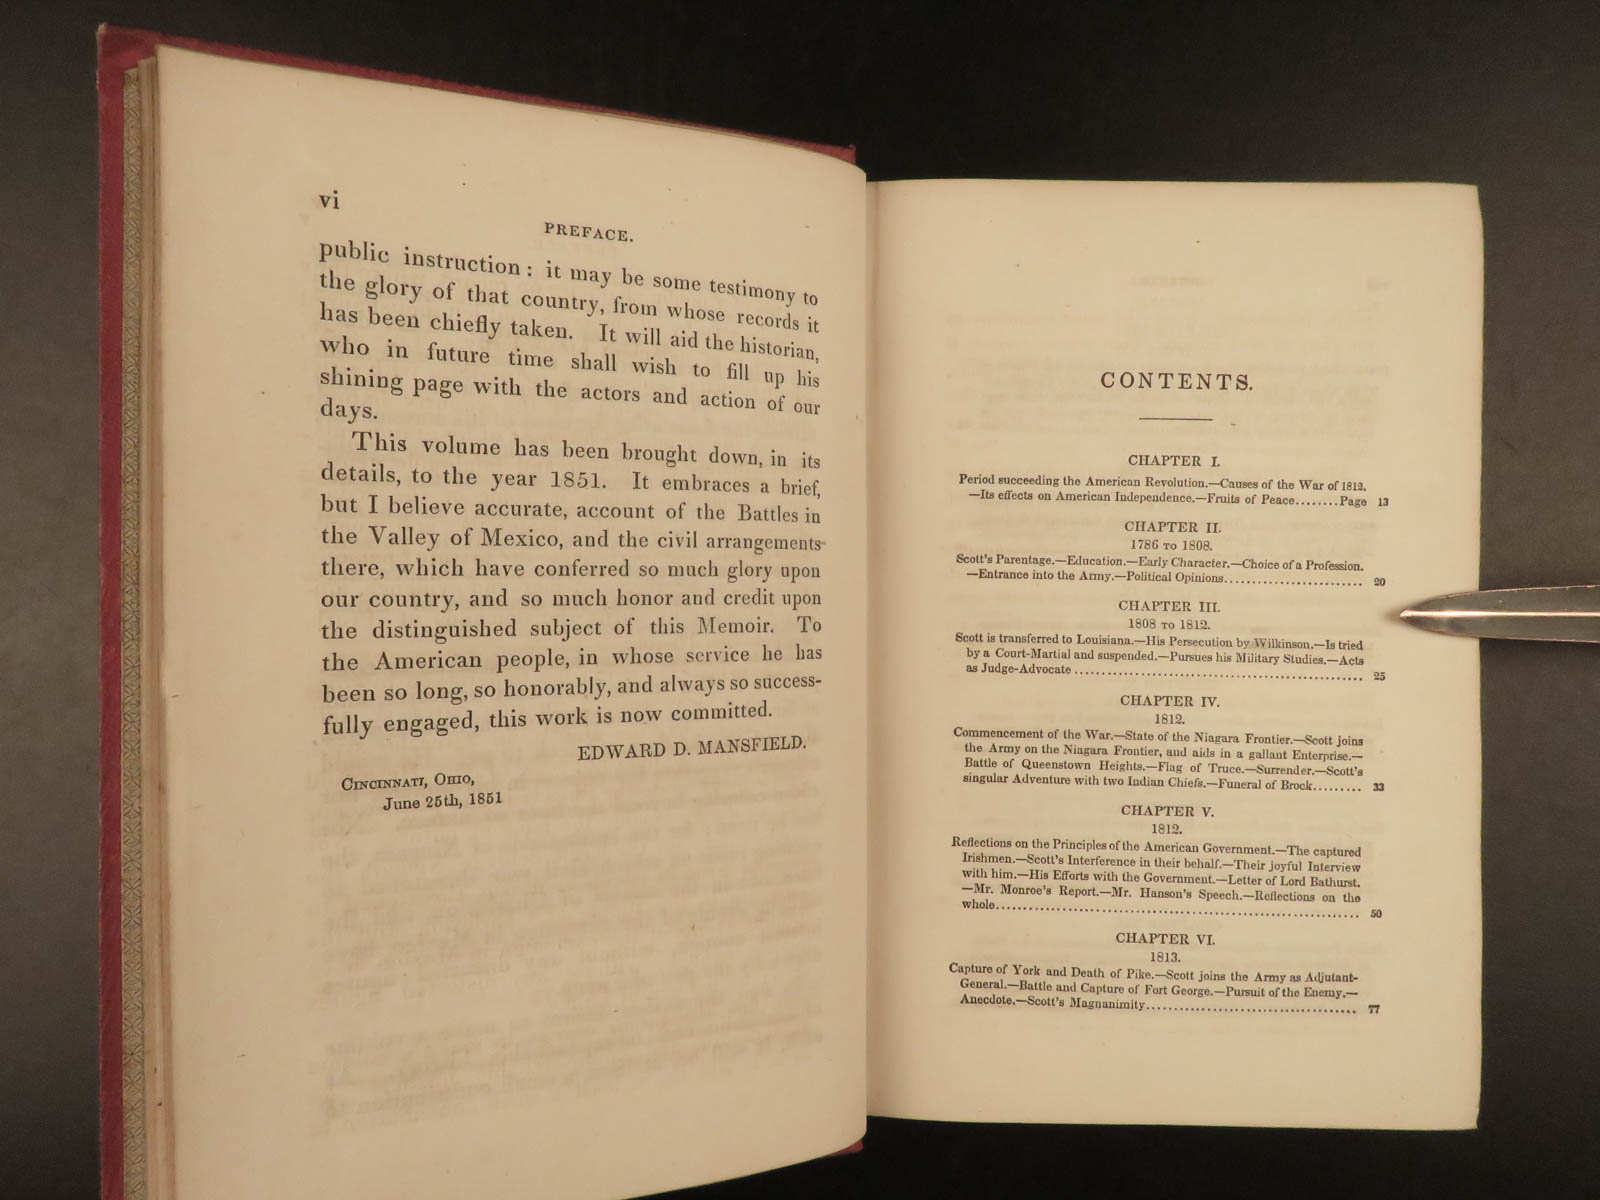 vi
PREFACE.
public instruction: it may be some testimony to
the glory of that country, from whose records it
has been chiefly taken. It will aid the historian,
who in future time shall wish to fill up his
shining page with the actors and action of our
days.
This volume has been brought down, in its
details, to the year 1851. It embraces a brief,
but I believe accurate, account of the Battles in
the Valley of Mexico, and the civil arrangements
there, which have conferred so much glory upon
our country, and so much honor and credit upon
the distinguished subject of this Memoir. To
the American people, in whose service he has
been so long, so honorably, and always so success-
fully engaged, this work is now committed.
EDWARD D. MANSFIELD.
CINCINNATI, OHIO,
June 25th, 1851
CONTENTS.
CHAPTER I.
Period succeeding the American Revolution.—Causes of the War of 1812.
—Its effects on American Independence.—Fruits of Peace........Page 13
CHAPTER II.
1786 TO 1808.
Scott's Parentage.—Education.—Early Character.—Choice of a Profession.
—Entrance into the Army.—Political Opinions.......................... 20
CHAPTER III.
1808 TO 1812.
Scott is transferred to Louisiana.—His Persecution by Wilkinson.—Is tried
by a Court-Martial and suspended.—Pursues his Military Studies.—Acts
as Judge-Advocate...................................................... 25
CHAPTER IV.
1812.
Commencement of the War.—State of the Niagara Frontier.—Scott joins
the Army on the Niagara Frontier, and aids in a gallant Enterprise.—
Battle of Queenstown Heights.—Flag of Truce.—Surrender.—Scott's
singular Adventure with two Indian Chiefs.—Funeral of Brock......... 33
CHAPTER V.
1812.
Reflections on the Principles of the American Government.—The captured
Irishmen.—Scott's Interference in their behalf.—Their joyful Interview
with him.—His Efforts with the Government.—Letter of Lord Bathurst.
—Mr. Monroe's Report.—Mr. Hanson's Speech.—Reflections on the
whole.................................................................... 50
CHAPTER VI.
1813.
Capture of York and Death of Pike.—Scott joins the Army as Adjutant-
General.—Battle and Capture of Fort George.—Pursuit of the Enemy.—
Anecdote.—Scott's Magnanimity....................................... 77